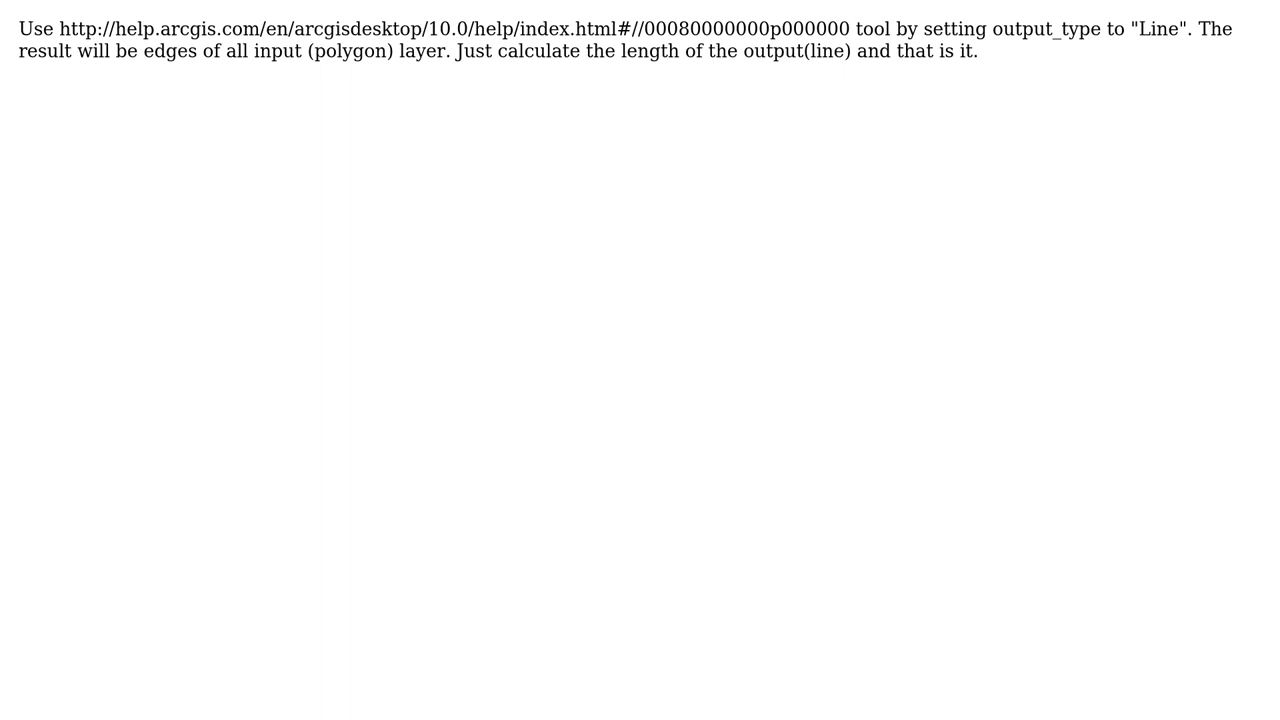 Use http://help.arcgis.com/en/arcgisdesktop/10.0/help/index.html#//00080000000p000000 tool by setting output_type to "Line". The
result will be edges of all input (polygon) layer. Just calculate the length of the output(line) and that is it.